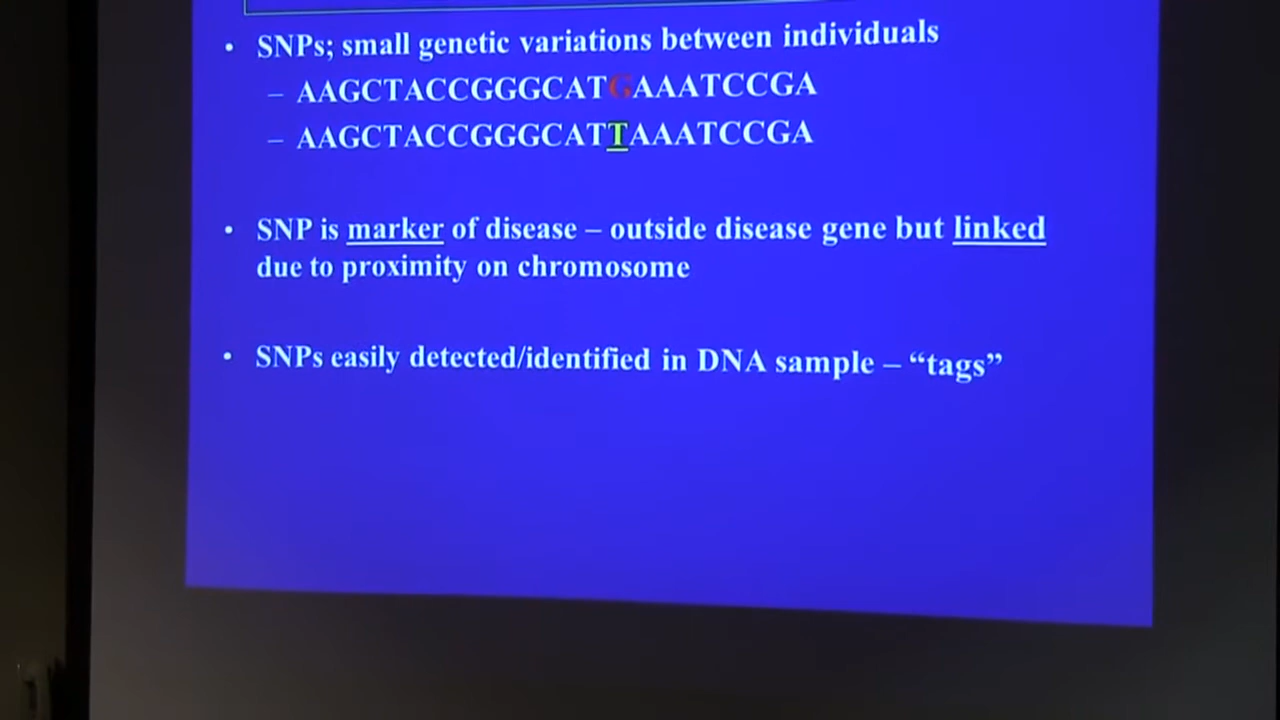 • SNPs; small genetic variations between individuals
– AAGCTACCGGGCATGAAATCCGA
– AAGCTACCGGGCATTAAATCCGA
• SNP is marker of disease – outside disease gene but linked
due to proximity on chromosome
• SNPs easily detected/identified in DNA sample – “tags”